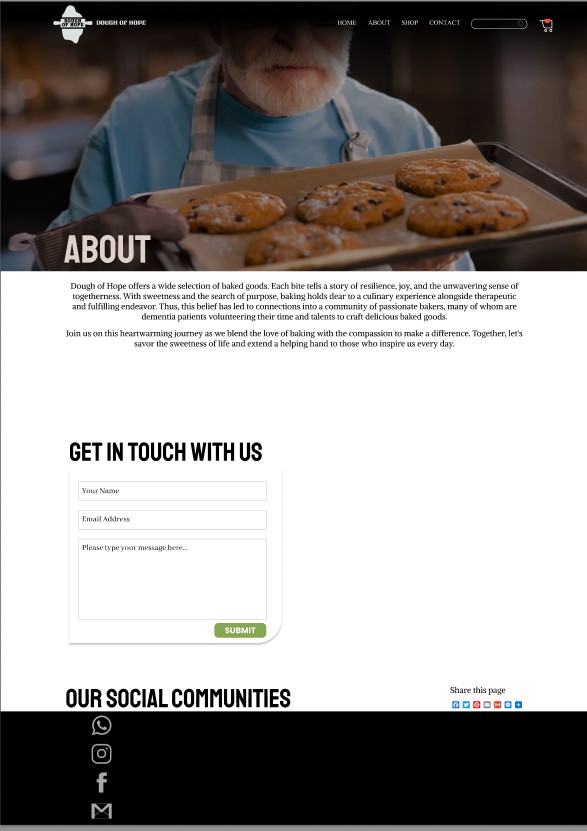 DOUGH
OF HOPE
DOUGH OF HOPE
HOME ABOUT SHOP CONTACT
ABOUT
Dough of Hope offers a wide selection of baked goods. Each bite tells a story of resilience, joy, and the unwavering sense of
togetherness. With sweetness and the search of purpose, baking holds dear to a culinary experience alongside therapeutic
and fulfilling endeavor. Thus, this belief has led to connections into a community of passionate bakers, many of whom are
dementia patients volunteering their time and talents to craft delicious baked goods.
Join us on this heartwarming journey as we blend the love of baking with the compassion to make a difference. Together, let's
savor the sweetness of life and extend a helping hand to those who inspire us every day.
GET IN TOUCH WITH US
Your Name
Email Address
Please type your message here...
SUBMIT
OUR SOCIAL COMMUNITIES
Share this page